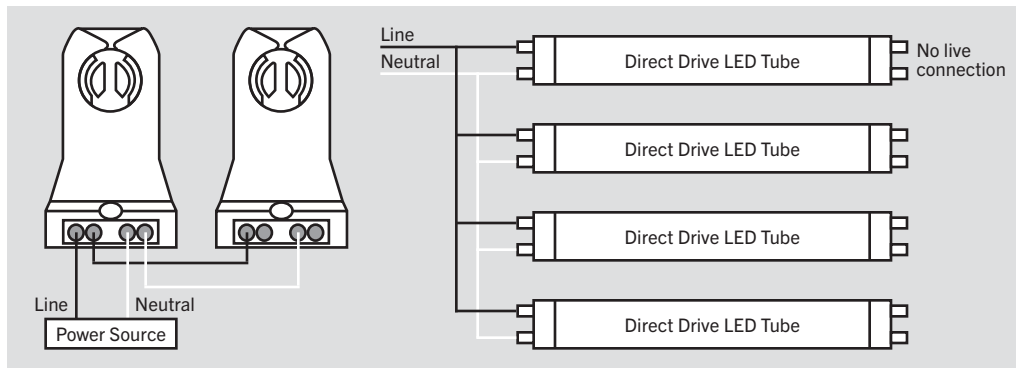 Line
Neutral
Power Source
Line
Neutral
Direct Drive LED Tube
No live
connection
Direct Drive LED Tube
Direct Drive LED Tube
Direct Drive LED Tube